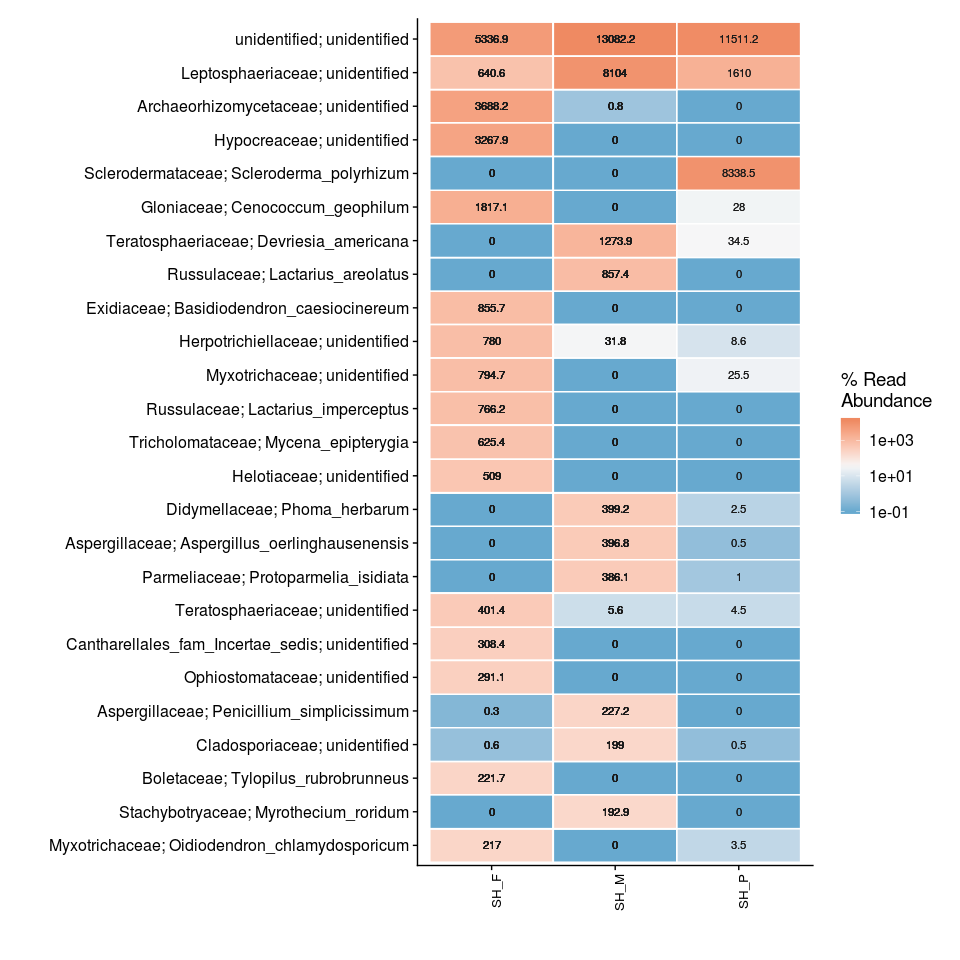 unidentified; unidentified 5336.9 13082.2 11511.2
Leptosphaeriaceae; unidentified 640.6 8104 1610
Archaeorhizomycetaceae; unidentified 3688.2 0.8 0
Hypocreaceae; unidentified 3267.9 0 0
Sclerodermataceae; Scleroderma_polyrhizum 0 0 8338.5
Gloniaceae; Cenococcum_geophilum 1817.1 0 28
Teratosphaeriaceae; Devriesia_americana 0 1273.9 34.5
Russulaceae; Lactarius_areolatus 0 857.4 0
Exidiaceae; Basidiodendron_caesiocinereum 855.7 0 0
Herpotrichiellaceae; unidentified 780 31.8 8.6
Myxotrichaceae; unidentified 794.7 0 25.5
Russulaceae; Lactarius_imperceptus 766.2 0 0
Tricholomataceae; Mycena_epipterygia 625.4 0 0
Helotiaceae; unidentified 509 0 0
Didymellaceae; Phoma_herbarum 0 399.2 2.5
Aspergillaceae; Aspergillus_oerlinghausenensis 0 396.8 0.5
Parmeliaceae; Protoparmelia_isidiata 0 386.1 1
Teratosphaeriaceae; unidentified 401.4 5.6 4.5
Cantharellales_fam_Incertae_sedis; unidentified 308.4 0 0
Ophiostomataceae; unidentified 291.1 0 0
Aspergillaceae; Penicillium_simplicissimum 0.3 227.2 0
Cladosporiaceae; unidentified 0.6 199 0.5
Boletaceae; Tylopilus_rubrobrunneus 221.7 0 0
Stachybotryaceae; Myrothecium_roridum 0 192.9 0
Myxotrichaceae; Oidiodendron_chlamydosporicum 217 0 3.5
SH_F SH_M SH_P
% Read
Abundance
1e+03
1e+01
1e-01